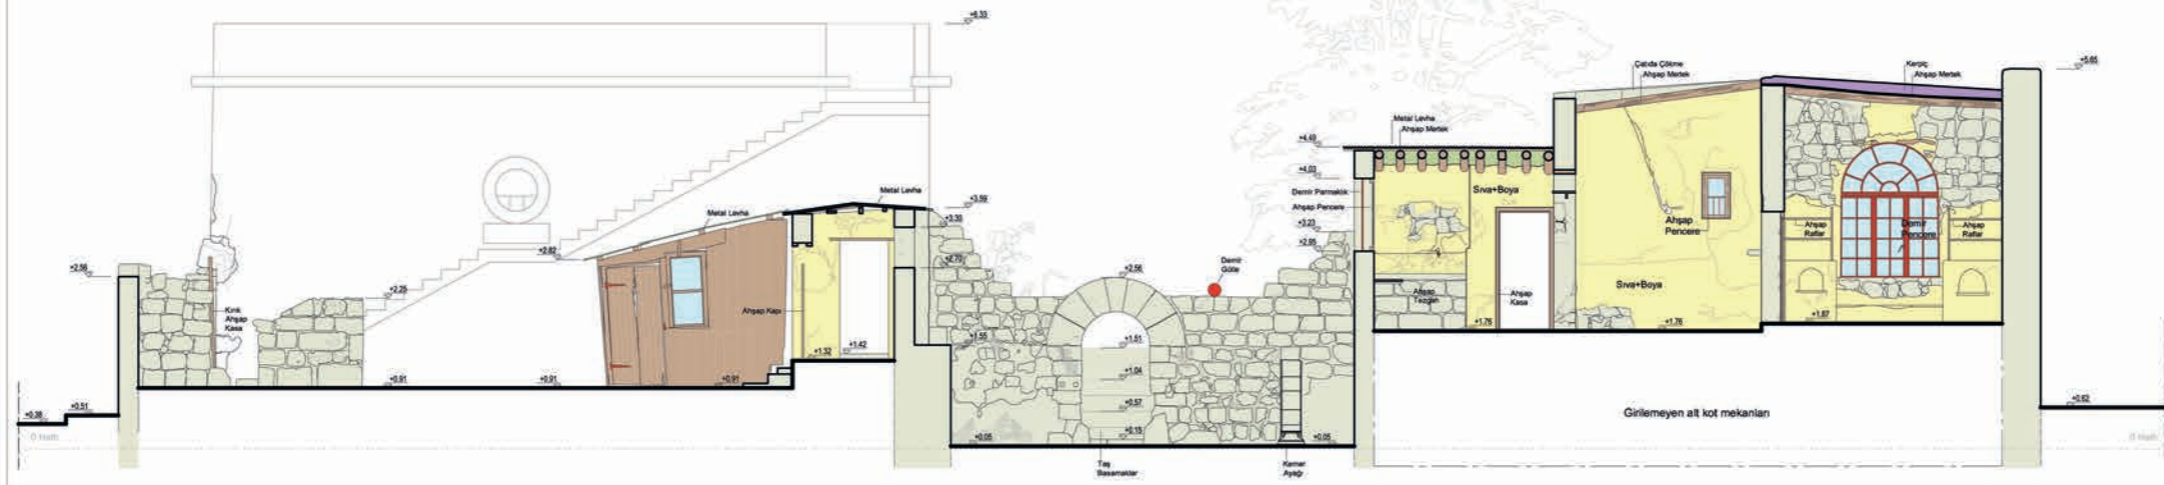 +6.33
Çatıda Çökme
Ahşap Mertek
Kerpiç
Ahşap Mertek
+5.65
Metal Levha
Ahşap Mertek
+4.49
+4.03
Demir Parmaklık
Ahşap Pencere
+3.23
+2.95
Sıva+Boya
Ahşap
Pencere
Ahşap
Raflar
Demir
Pencere
Ahşap
Raflar
Metal Levha
Metal Levha
+3.59
+3.30
+2.82
+2.70
+2.56
+2.25
+2.56
Demir
Gülle
Ahşap
Tezgah
Ahşap
Kasa
Sıva+Boya
+1.76
+1.76
+1.87
Kırık
Ahşap
Kasa
Ahşap Kapı
+1.32
+1.42
+1.55
+1.51
+1.04
+0.57
+0.15
+0.91
+0.91
+0.91
+0.38
+0.51
+0.05
+0.05
Girilemeyen alt kot mekanları
+0.62
0 Hattı
0 Hattı
Taş
Basamaklar
Kemer
Ayağı